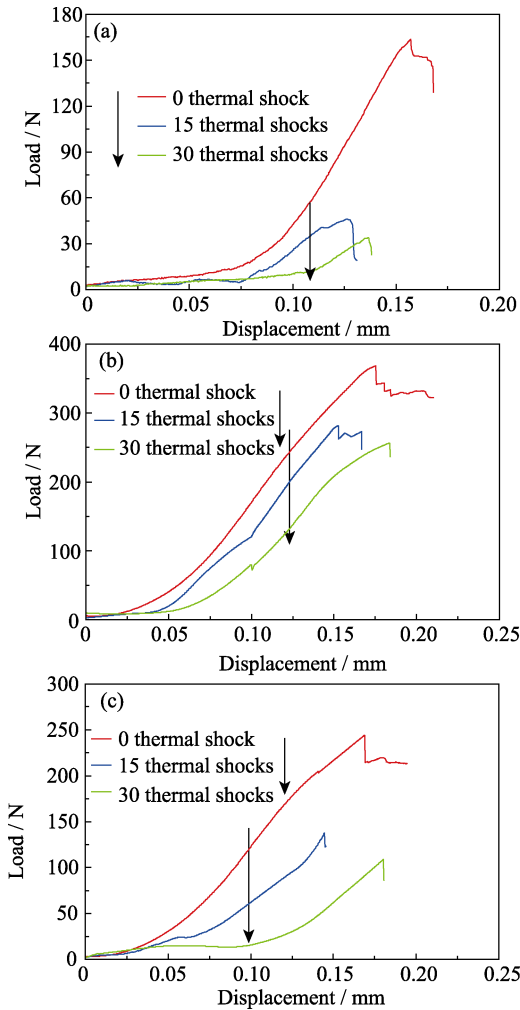 (a)
Load / N
180
150
120
90
60
30
0
0 thermal shock
15 thermal shocks
30 thermal shocks
0 0.05 0.10 0.15 0.20
Displacement / mm
(b)
Load / N
400
300
200
100
0
0 thermal shock
15 thermal shocks
30 thermal shocks
0 0.05 0.10 0.15 0.20 0.25
Displacement / mm
(c)
Load / N
300
250
200
150
100
50
0
0 thermal shock
15 thermal shocks
30 thermal shocks
0 0.05 0.10 0.15 0.20 0.25
Displacement / mm